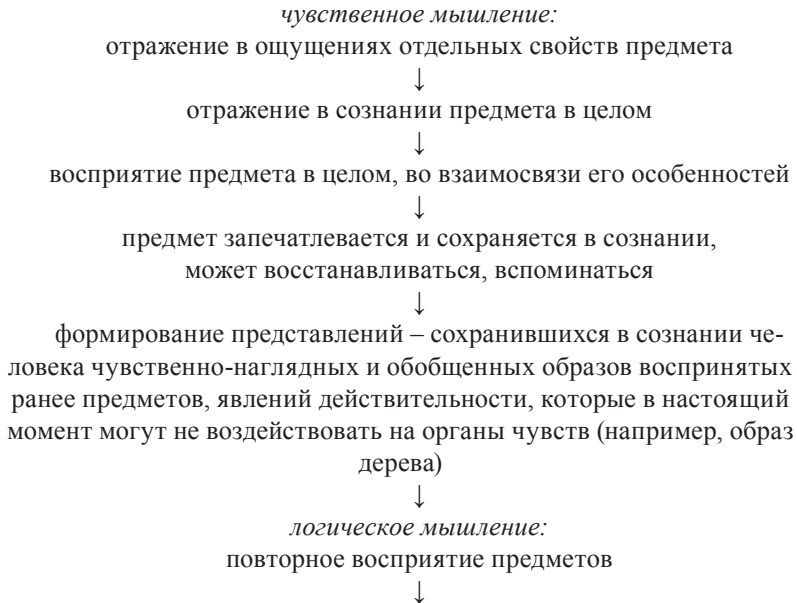 чувственное мышление:
отражение в ощущениях отдельных свойств предмета
↓
отражение в сознании предмета в целом
↓
восприятие предмета в целом, во взаимосвязи его особенностей
↓
предмет запечатлевается и сохраняется в сознании,
может восстанавливаться, вспоминаться
↓
формирование представлений – сохранившихся в сознании че-
ловека чувственно-наглядных и обобщенных образов воспринятых
ранее предметов, явлений действительности, которые в настоящий
момент могут не воздействовать на органы чувств (например, образ
дерева)
↓
логическое мышление:
повторное восприятие предметов
↓